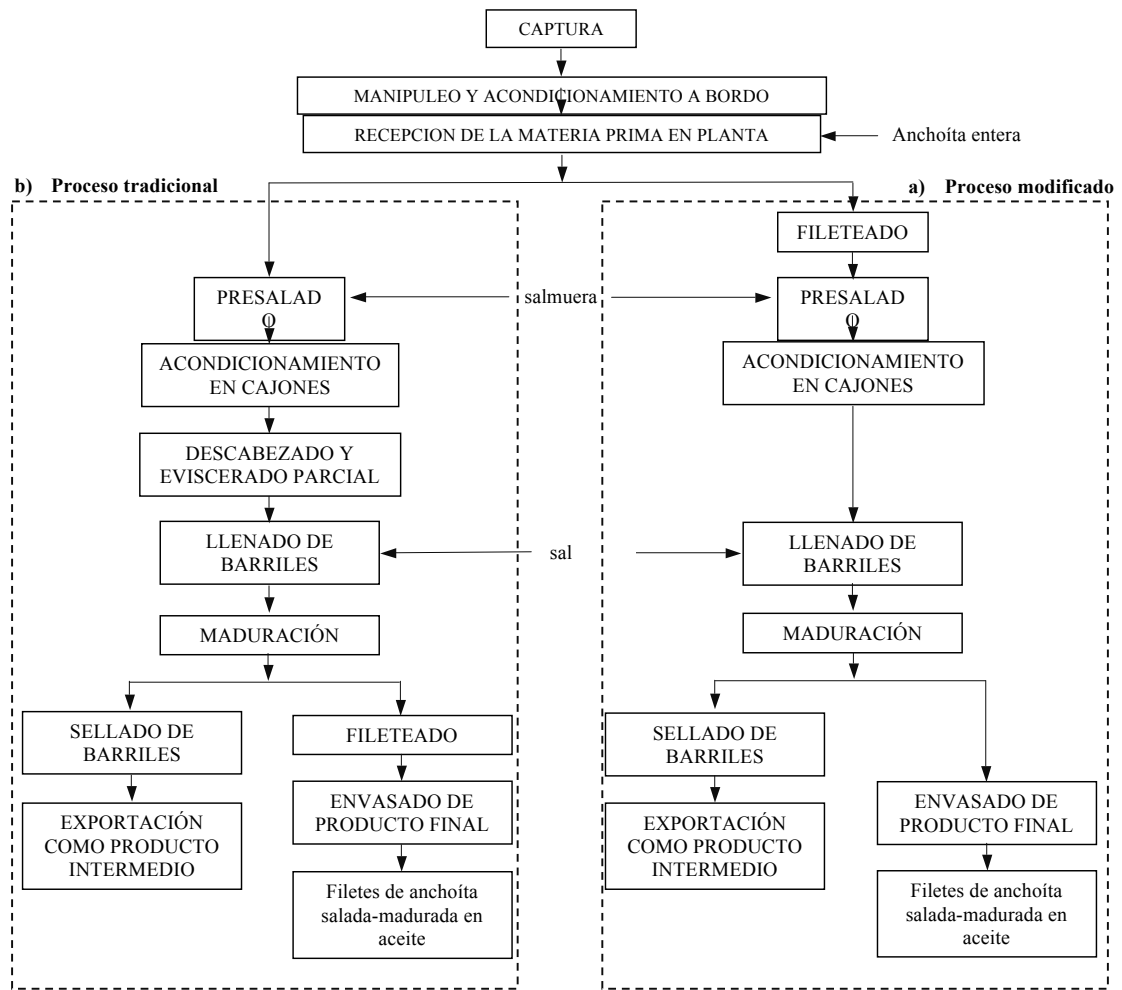 CAPTURA
MANIPULEO Y ACONDICIONAMIENTO A BORDO
RECEPCION DE LA MATERIA PRIMA EN PLANTA
Anchoíta entera
b) Proceso tradicional
PRESALAD
O
ACONDICIONAMIENTO
EN CAJONES
DESCABEZADO Y
EVISCERADO PARCIAL
LLENADO DE
BARRILES
MADURACIÓN
SELLADO DE
BARRILES
EXPORTACIÓN
COMO PRODUCTO
INTERMEDIO
FILETEADO
ENVASADO DE
PRODUCTO FINAL
Filetes de anchoíta
salada-madurada en
aceite
salmuera
sal
a) Proceso modificado
FILETEADO
PRESALAD
O
ACONDICIONAMIENTO
EN CAJONES
LLENADO DE
BARRILES
MADURACIÓN
SELLADO DE
BARRILES
EXPORTACIÓN
COMO PRODUCTO
INTERMEDIO
ENVASADO DE
PRODUCTO FINAL
Filetes de anchoíta
salada-madurada en
aceite